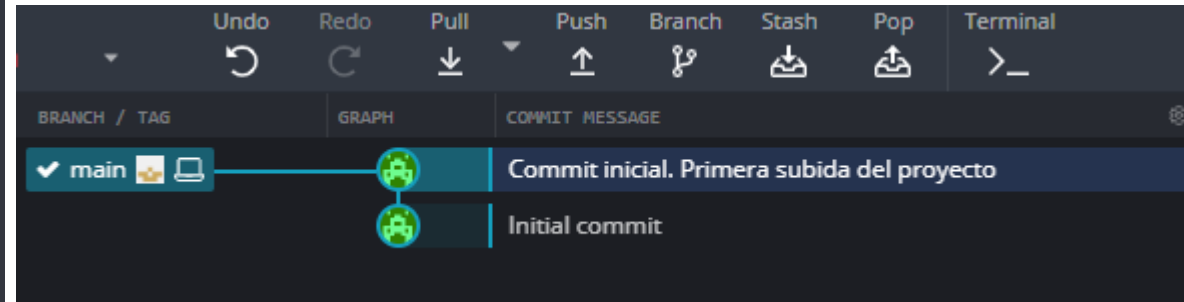 Undo Redo Pull Push Branch Stash Pop Terminal
BRANCH / TAG GRAPH COMMIT MESSAGE
main Commit inicial. Primera subida del proyecto
Initial commit